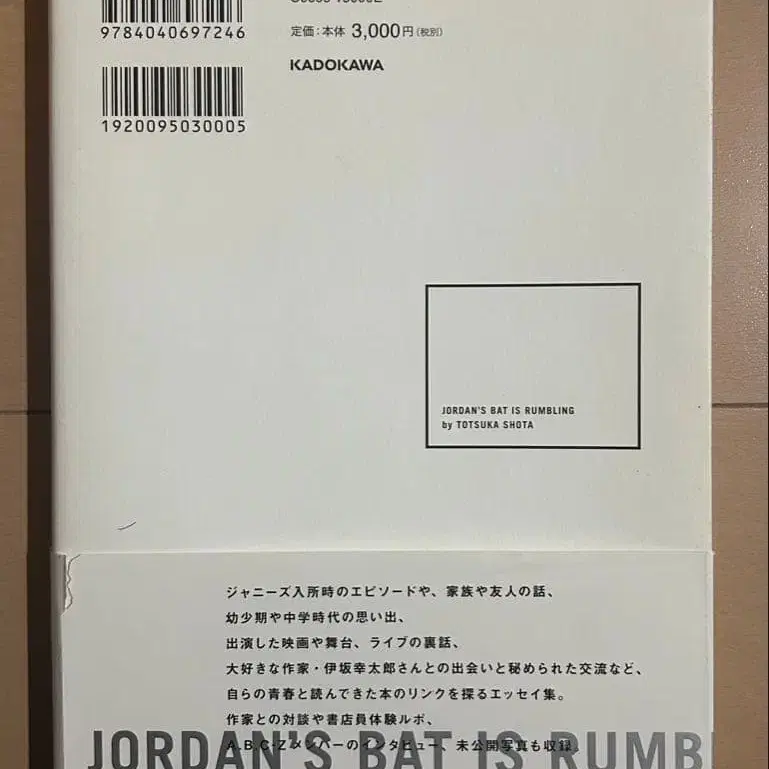 9784040697246
定価:本体 3,000円(税別)
KADOKAWA
1920095030005
JORDAN'S BAT IS RUMBLING
by TOTSUKA SHOTA
ジャニーズ入所時のエピソードや、家族や友人の話、
幼少期や中学時代の思い出、
出演した映画や舞台、ライブの裏話、
大好きな作家・伊坂幸太郎さんとの出会いと秘められた交流など、
自らの青春と読んできた本のリンクを探るエッセイ集。
作家との対談や書店員体験ルポ、
A.B.C-Zメンバーのインタビュー、未公開写真も収録。
JORDAN'S BAT IS RUMBL